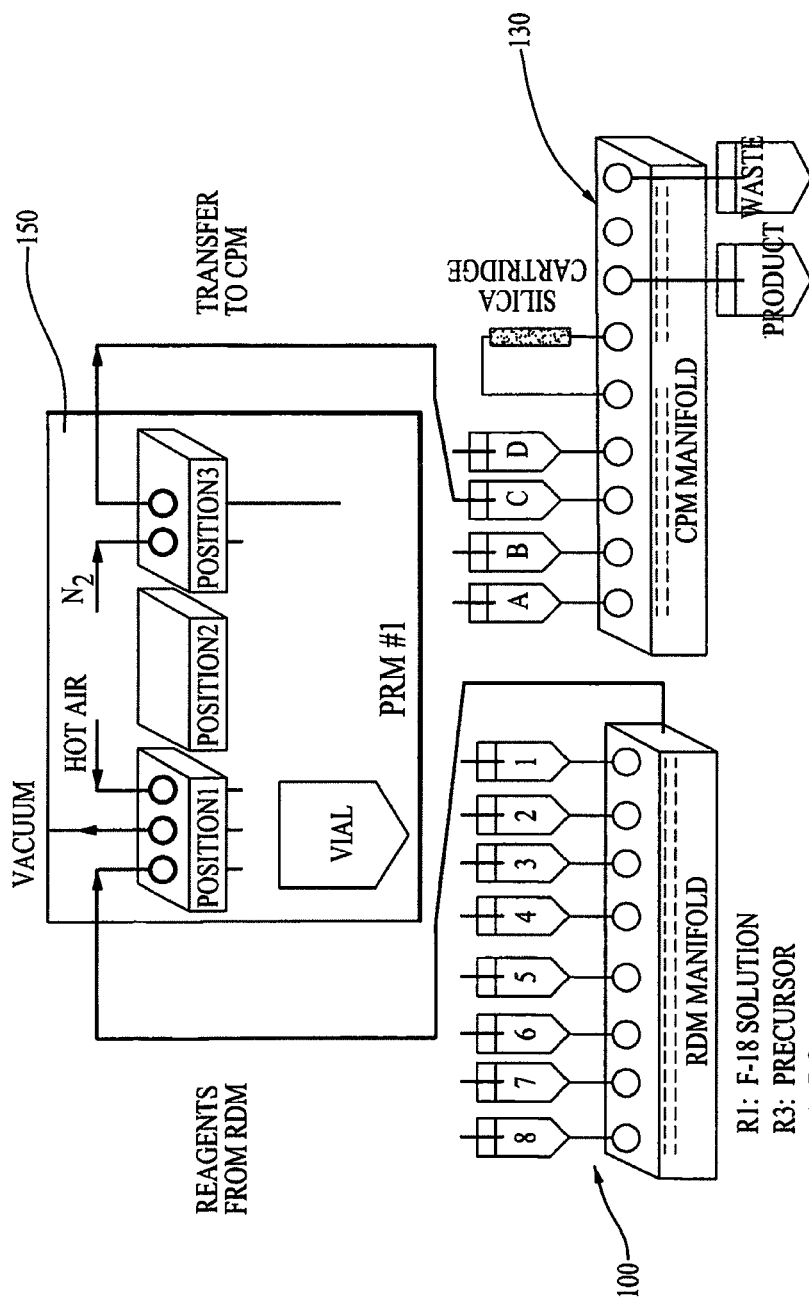 150
VACUUM
HOT AIR
N2
POSITION1
POSITION2
POSITION3
VIAL
PRM #1
REAGENTS
FROM RDM
TRANSFER
TO CPM
8
7
6
5
4
3
2
1
RDM MANIFOLD
100
A
B
C
D
SILICA
CARTRIDGE
130
CPM MANIFOLD
PRODUCT
WASTE
R1: F-18 SOLUTION
R3: PRECURSOR